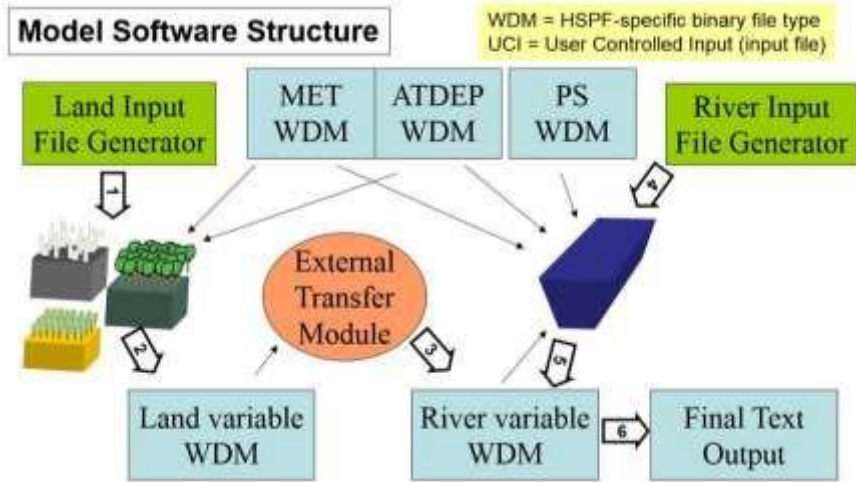 Model Software Structure
WDM = HSPF-specific binary file type
UCI = User Controlled Input (input file)
Land Input
File Generator
MET
WDM
ATDEP
WDM
PS
WDM
River Input
File Generator
1
4
External
Transfer
Module
2
3
5
Land variable
WDM
River variable
WDM
6
Final Text
Output